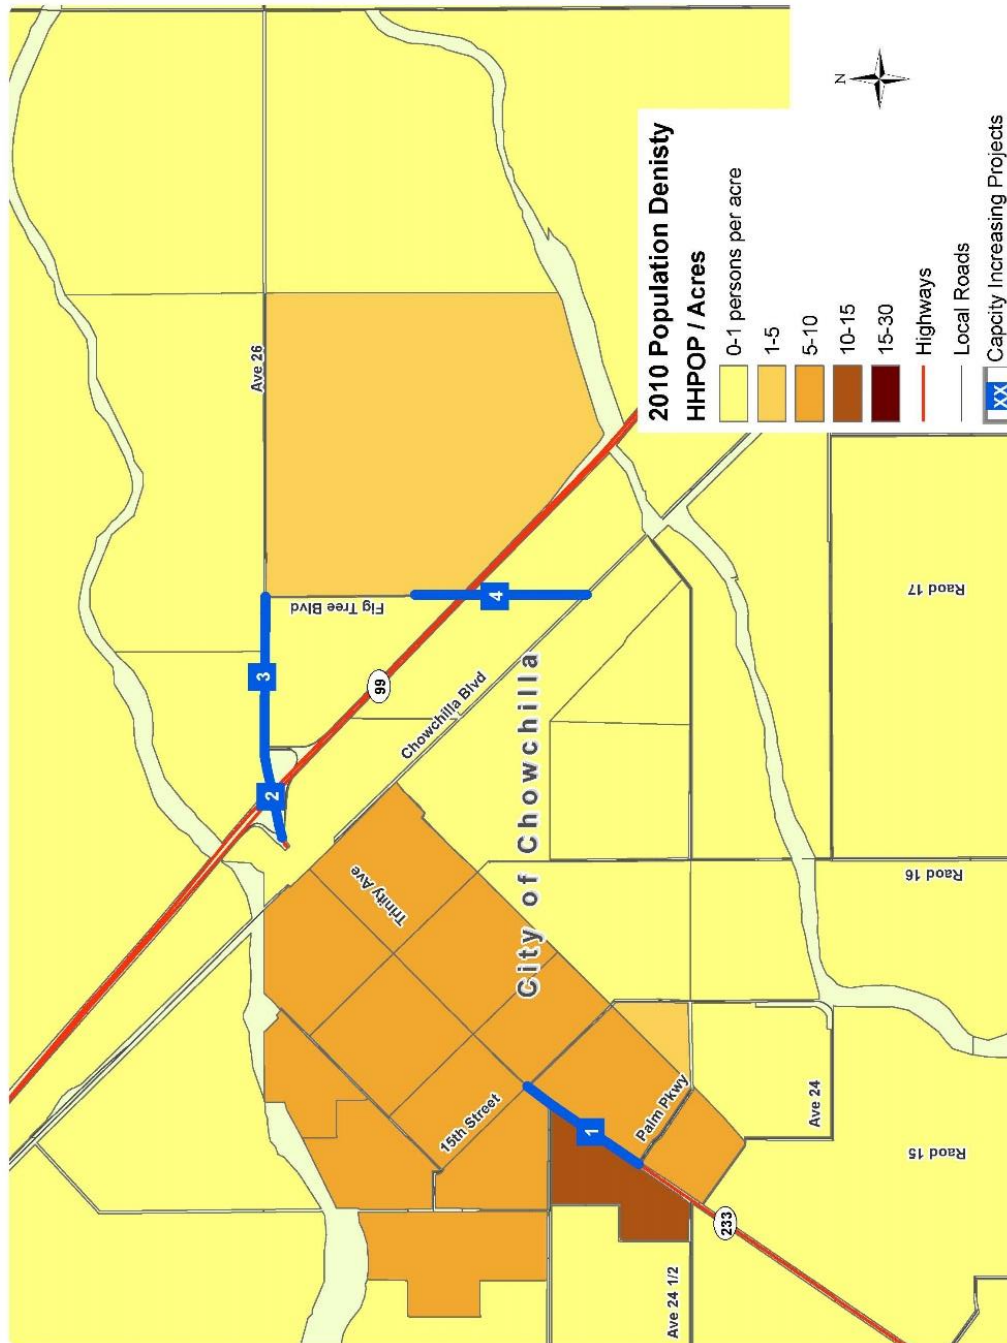 Ave 26
Fig Tree Blvd
3
2
4
99
Chowchilla Blvd
Trinity Ave
City of Chowchilla
15th Street
1
Palm Pkwy
233
Ave 24 1/2
Ave 24
Raod 15
Raod 16
Raod 17
N
2010 Population Denisty
HHPOP / Acres
0-1 persons per acre
1-5
5-10
10-15
15-30
Highways
Local Roads
XX Capcity Increasing Projects